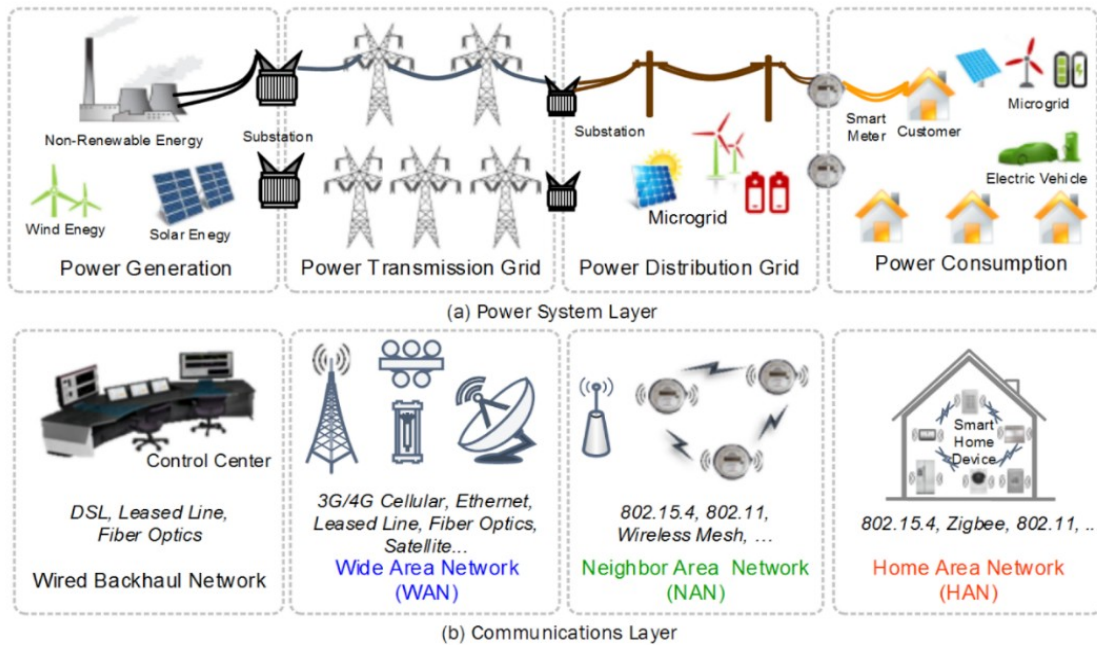 Non-Renewable Energy
Substation
Wind Enegy
Solar Enegy
Power Generation
Power Transmission Grid
Substation
Microgrid
Power Distribution Grid
Smart
Meter
Customer
Microgrid
Electric Vehicle
Power Consumption
(a) Power System Layer
Control Center
DSL, Leased Line,
Fiber Optics
Wired Backhaul Network
3G/4G Cellular, Ethernet,
Leased Line, Fiber Optics,
Satellite...
Wide Area Network
(WAN)
802.15.4, 802.11,
Wireless Mesh, ...
Neighbor Area Network
(NAN)
Smart
Home
Device
802.15.4, Zigbee, 802.11, ..
Home Area Network
(HAN)
(b) Communications Layer